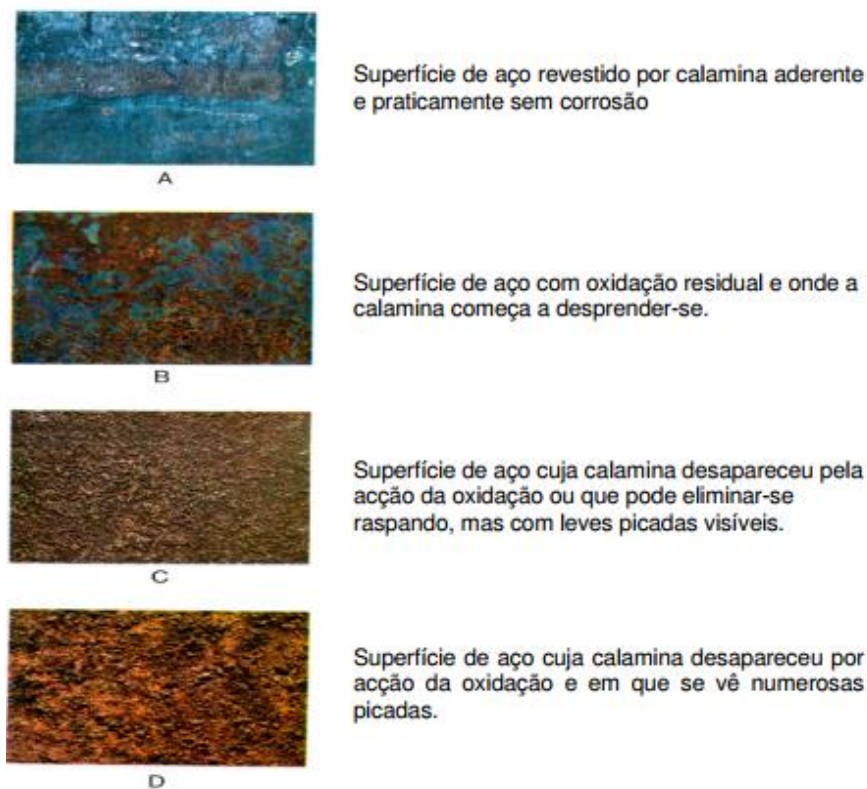 Superfície de aço revestido por calamina aderente
e praticamente sem corrosão
A
Superfície de aço com oxidação residual e onde a
calamina começa a desprender-se.
B
Superfície de aço cuja calamina desapareceu pela
acção da oxidação ou que pode eliminar-se
raspando, mas com leves picadas visíveis.
C
Superfície de aço cuja calamina desapareceu por
acção da oxidação e em que se vê numerosas
picadas.
D